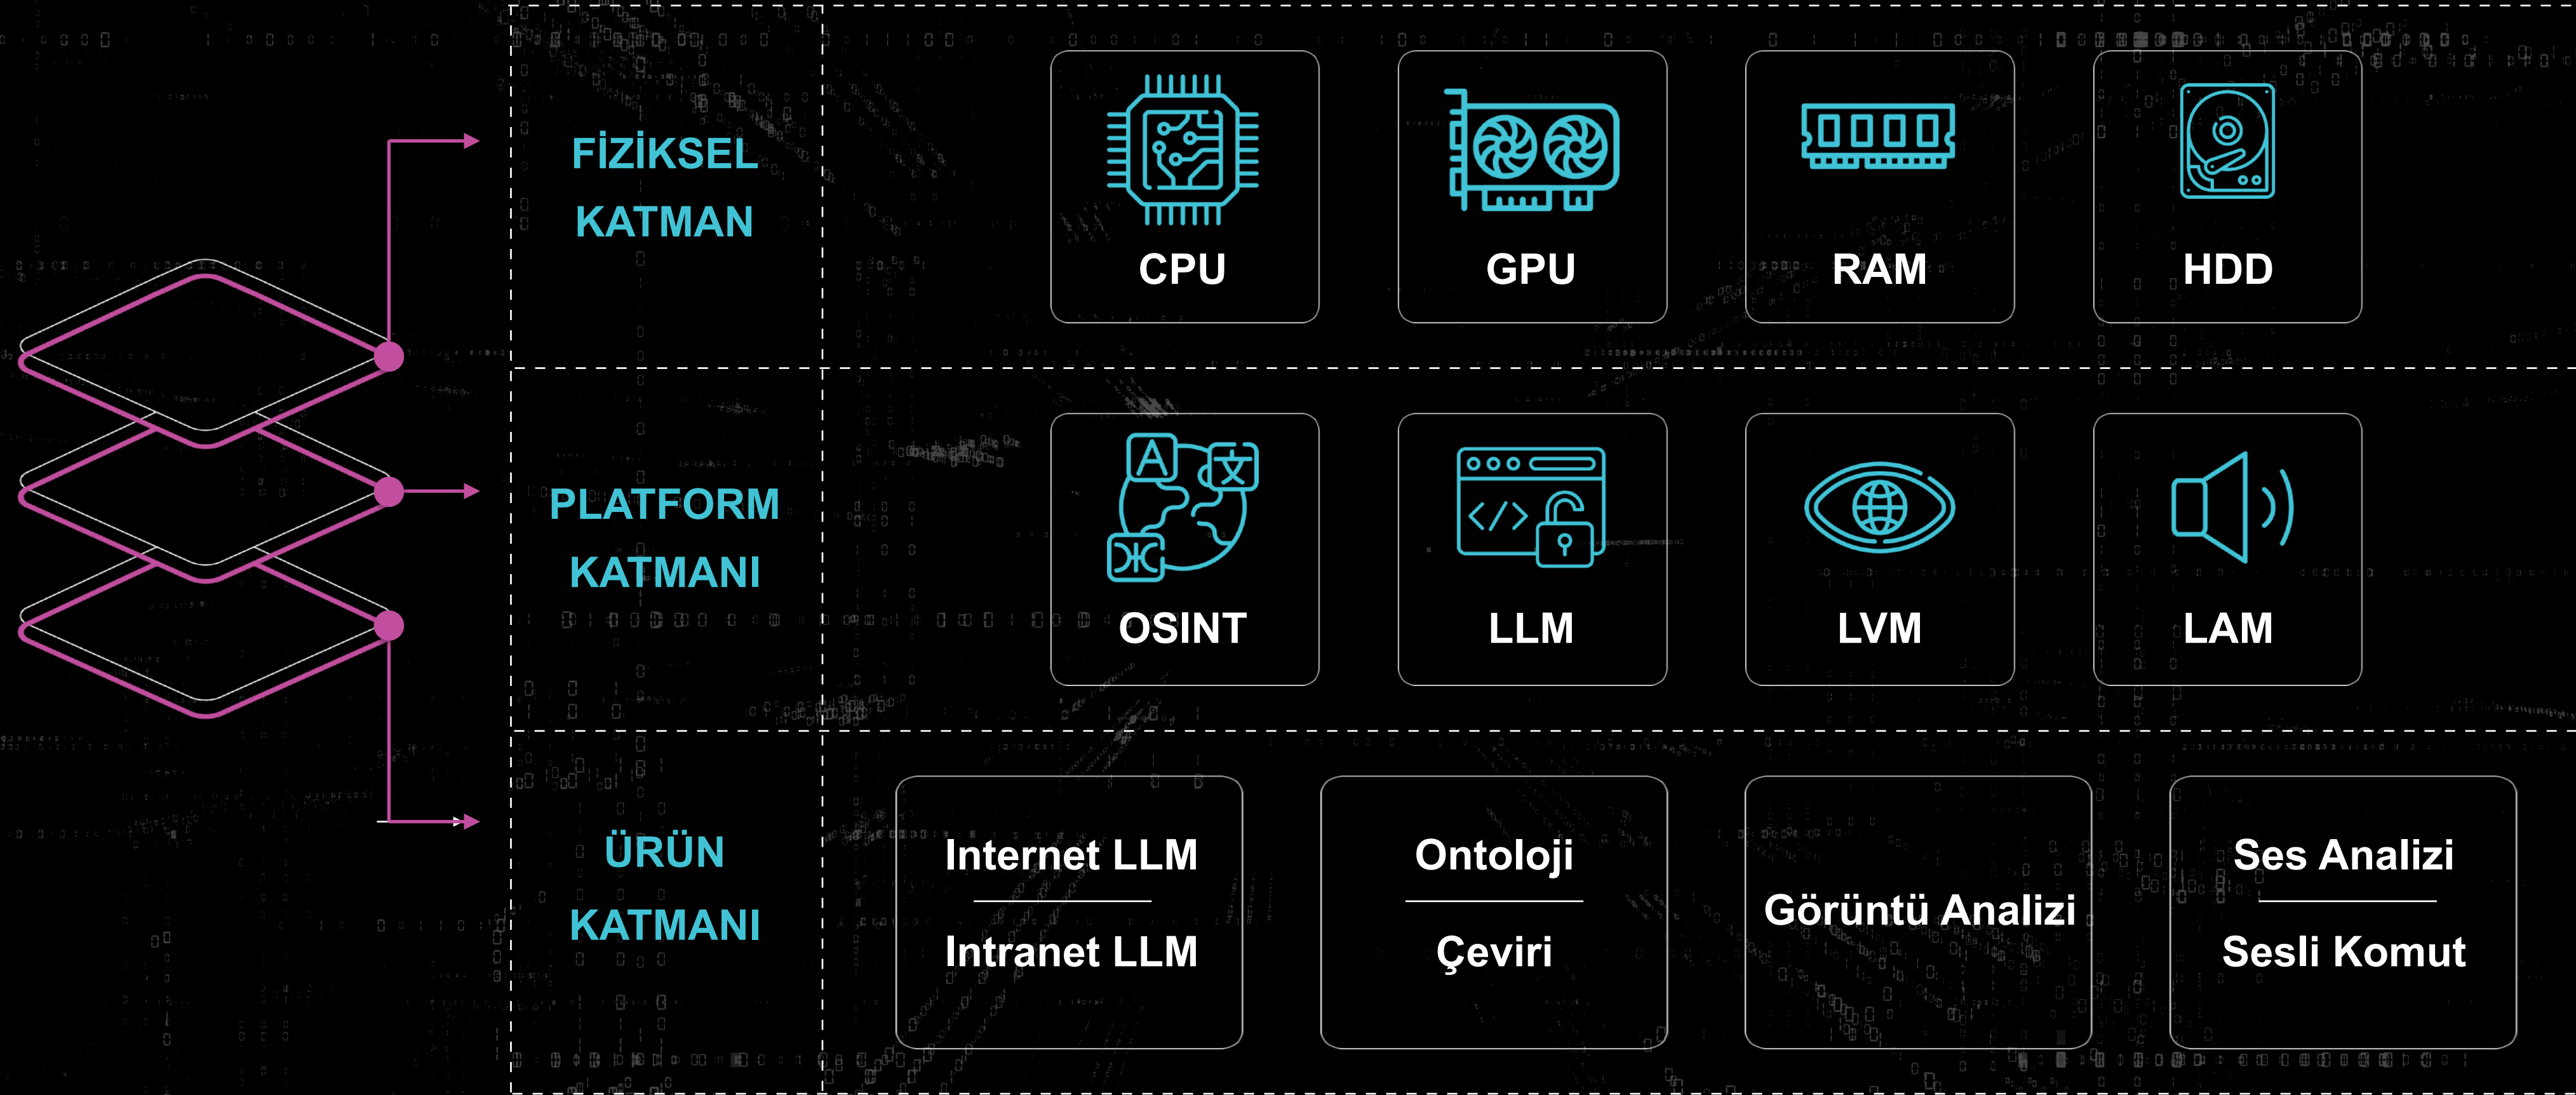 FİZİKSEL
KATMAN
CPU
GPU
RAM
HDD
PLATFORM
KATMANI
OSINT
LLM
LVM
LAM
ÜRÜN
KATMANI
Internet LLM
Intranet LLM
Ontoloji
Çeviri
Görüntü Analizi
Ses Analizi
Sesli Komut